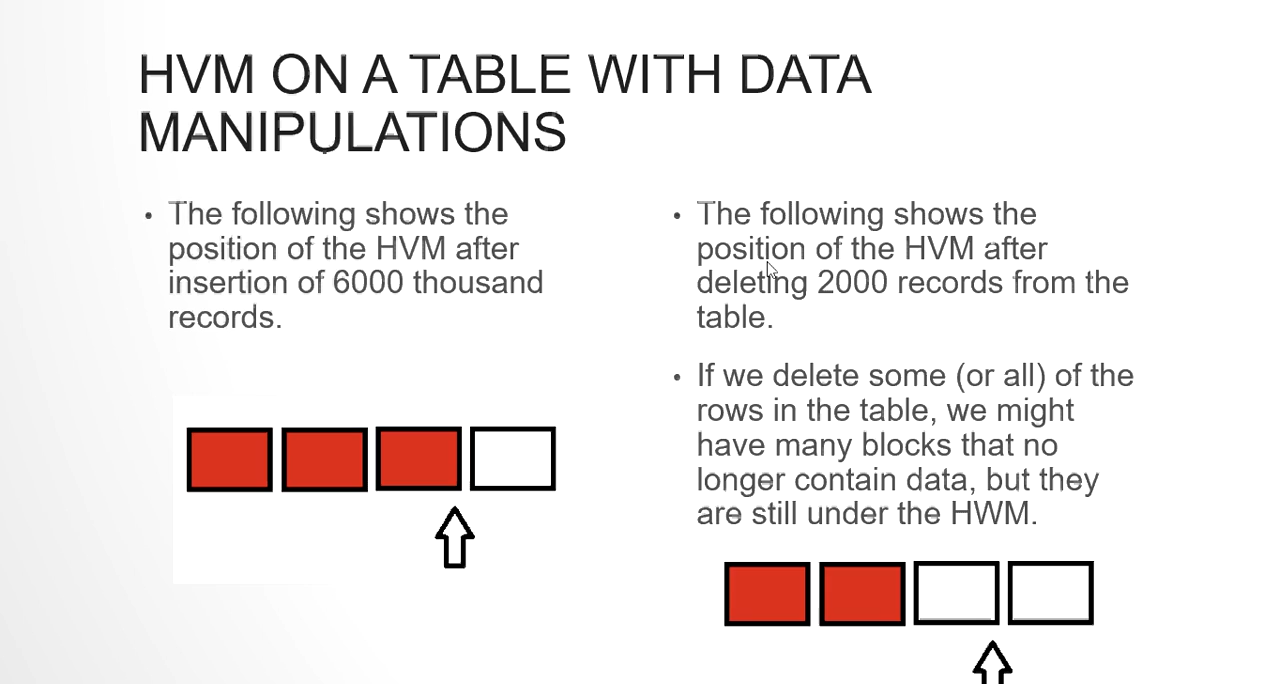 HVM ON A TABLE WITH DATA
MANIPULATIONS
• The following shows the
position of the HVM after
insertion of 6000 thousand
records.
• The following shows the
position of the HVM after
deleting 2000 records from the
table.
• If we delete some (or all) of the
rows in the table, we might
have many blocks that no
longer contain data, but they
are still under the HWM.